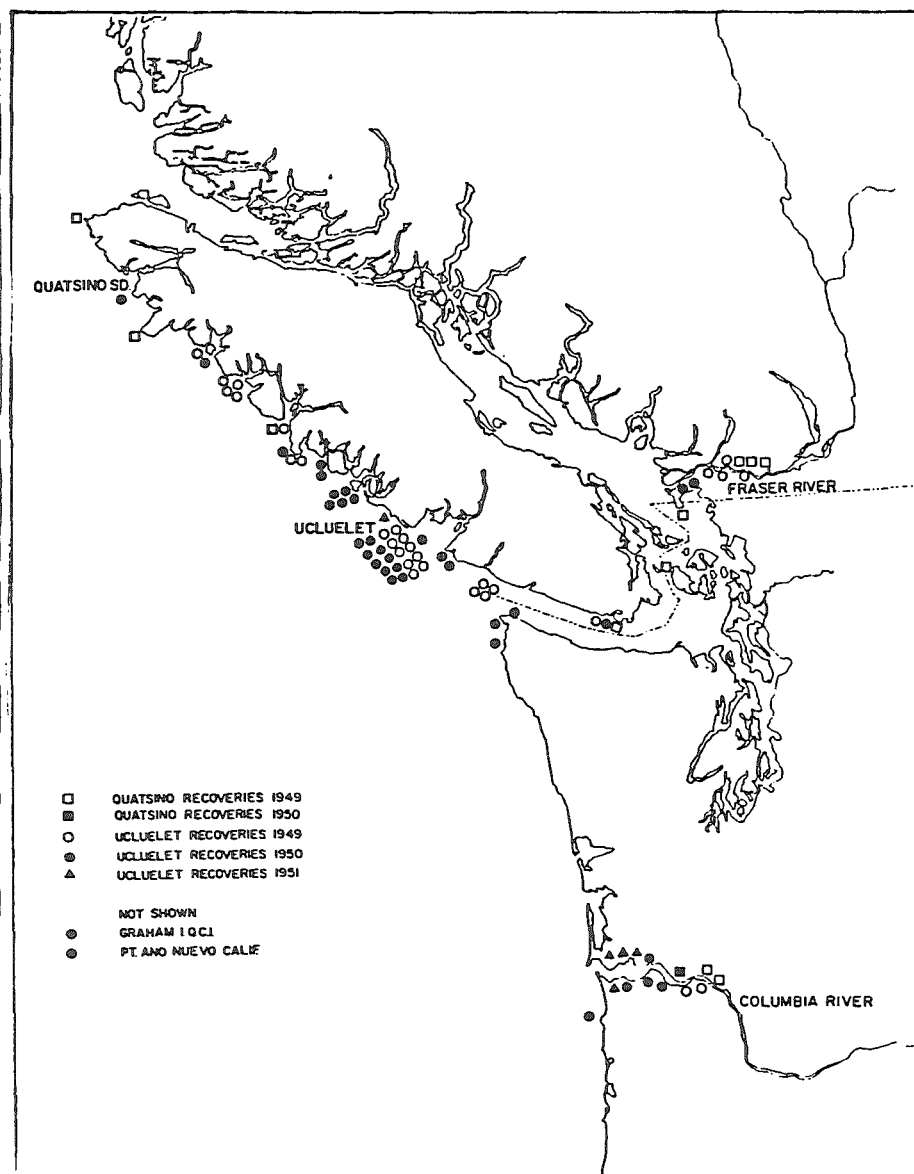 QUATSINO SD.
UCLUELET
FRASER RIVER
QUATSINO RECOVERIES 1949
QUATSINO RECOVERIES 1950
UCLUELET RECOVERIES 1949
UCLUELET RECOVERIES 1950
UCLUELET RECOVERIES 1951
NOT SHOWN
GRAHAM I. Q.C.I.
PT. ANO NUEVO CALIF.
COLUMBIA RIVER